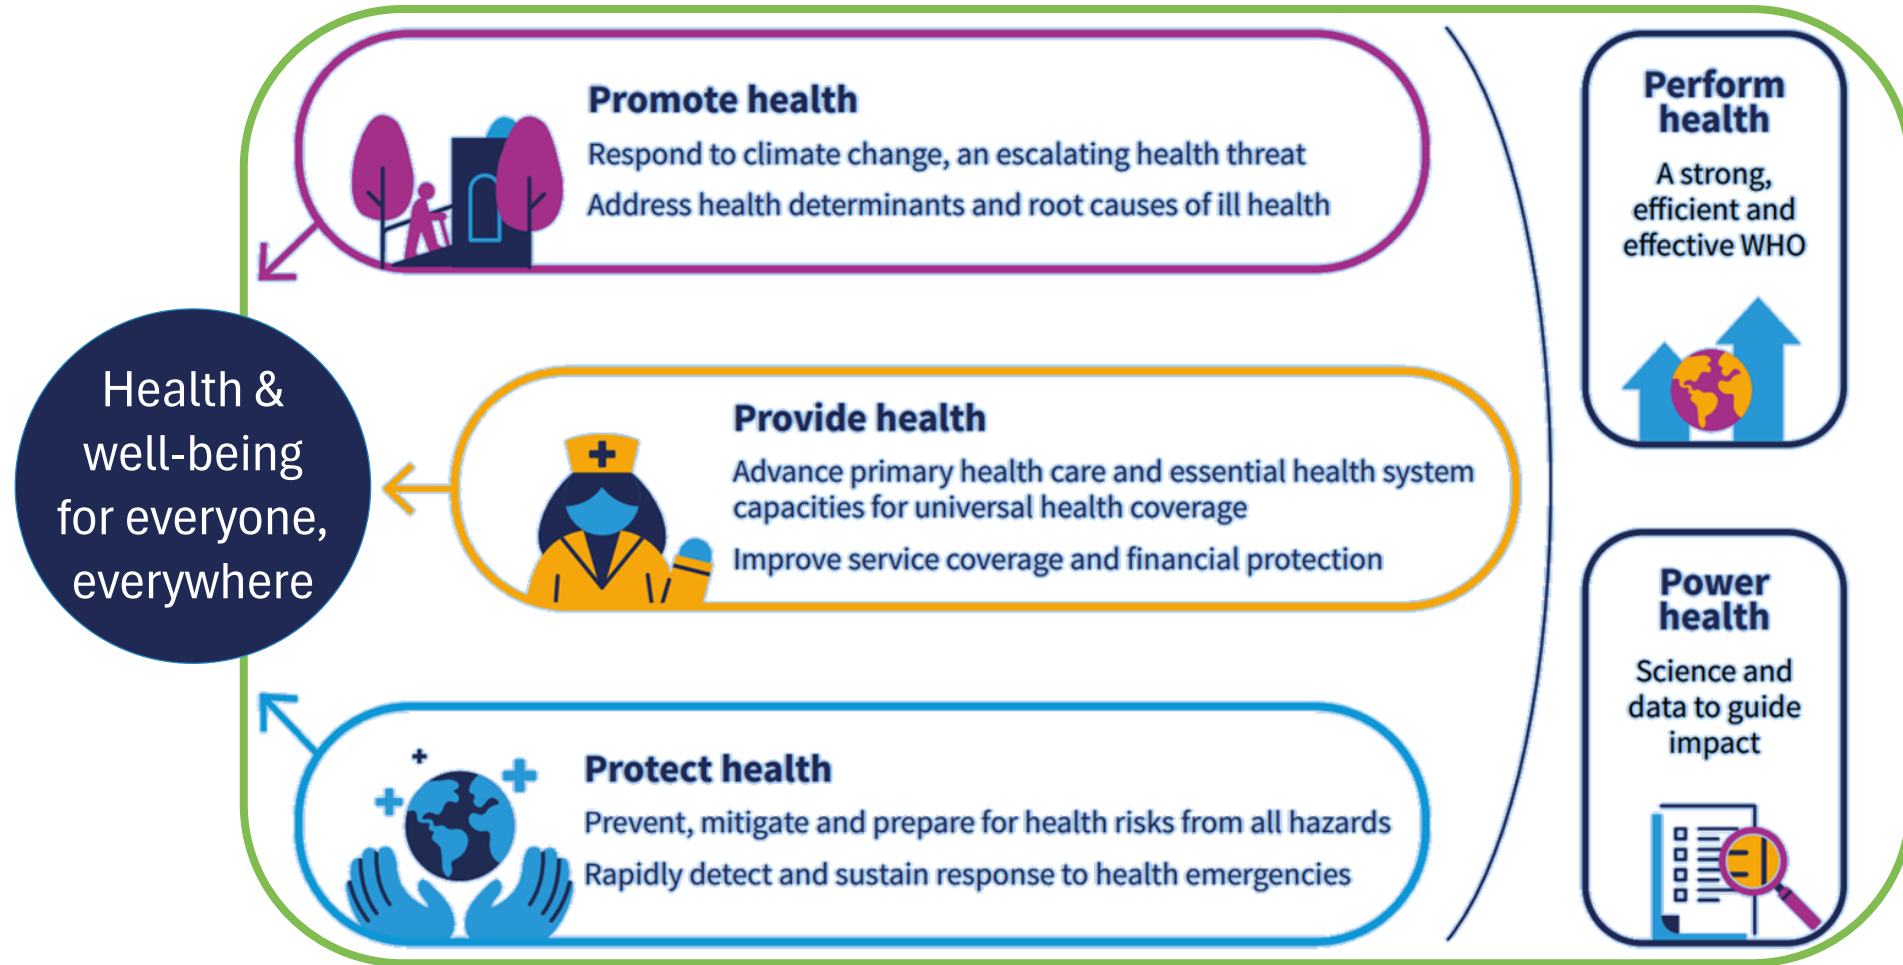 Health &
well-being
for everyone,
everywhere
Promote health
Respond to climate change, an escalating health threat
Address health determinants and root causes of ill health
Provide health
Advance primary health care and essential health system
capacities for universal health coverage
Improve service coverage and financial protection
Protect health
Prevent, mitigate and prepare for health risks from all hazards
Rapidly detect and sustain response to health emergencies
Perform
health
A strong,
efficient and
effective WHO
Power
health
Science and
data to guide
impact